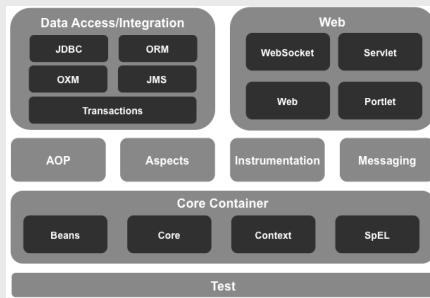 Data Access/Integration
JDBC
ORM
OXM
JMS
Transactions
Web
WebSocket
Servlet
Web
Portlet
AOP
Aspects
Instrumentation
Messaging
Core Container
Beans
Core
Context
SpEL
Test